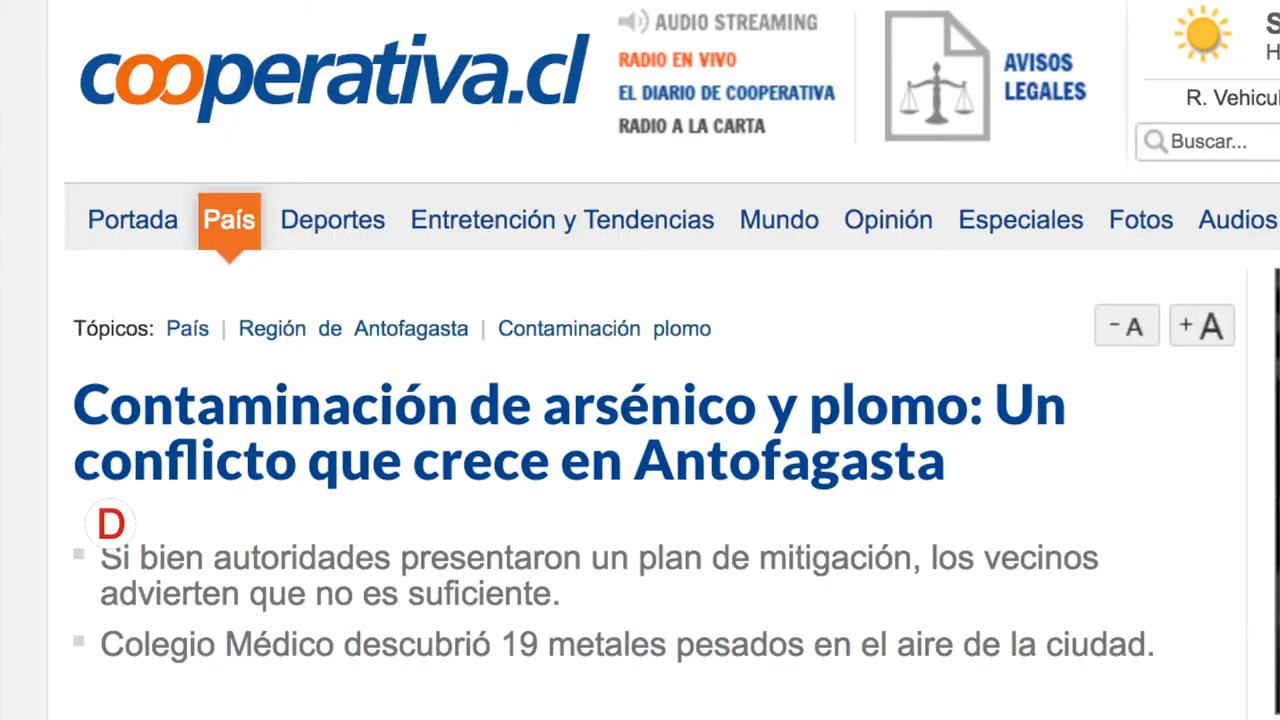 cooperativa.cl
AUDIO STREAMING
RADIO EN VIVO
EL DIARIO DE COOPERATIVA
RADIO A LA CARTA
AVISOS
LEGALES
R. Vehicul
Buscar...
Portada País Deportes Entretención y Tendencias Mundo Opinión Especiales Fotos Audios
Tópicos: País | Región de Antofagasta | Contaminación plomo
- A + A
Contaminación de arsénico y plomo: Un
conflicto que crece en Antofagasta
D
Si bien autoridades presentaron un plan de mitigación, los vecinos
advierten que no es suficiente.
Colegio Médico descubrió 19 metales pesados en el aire de la ciudad.